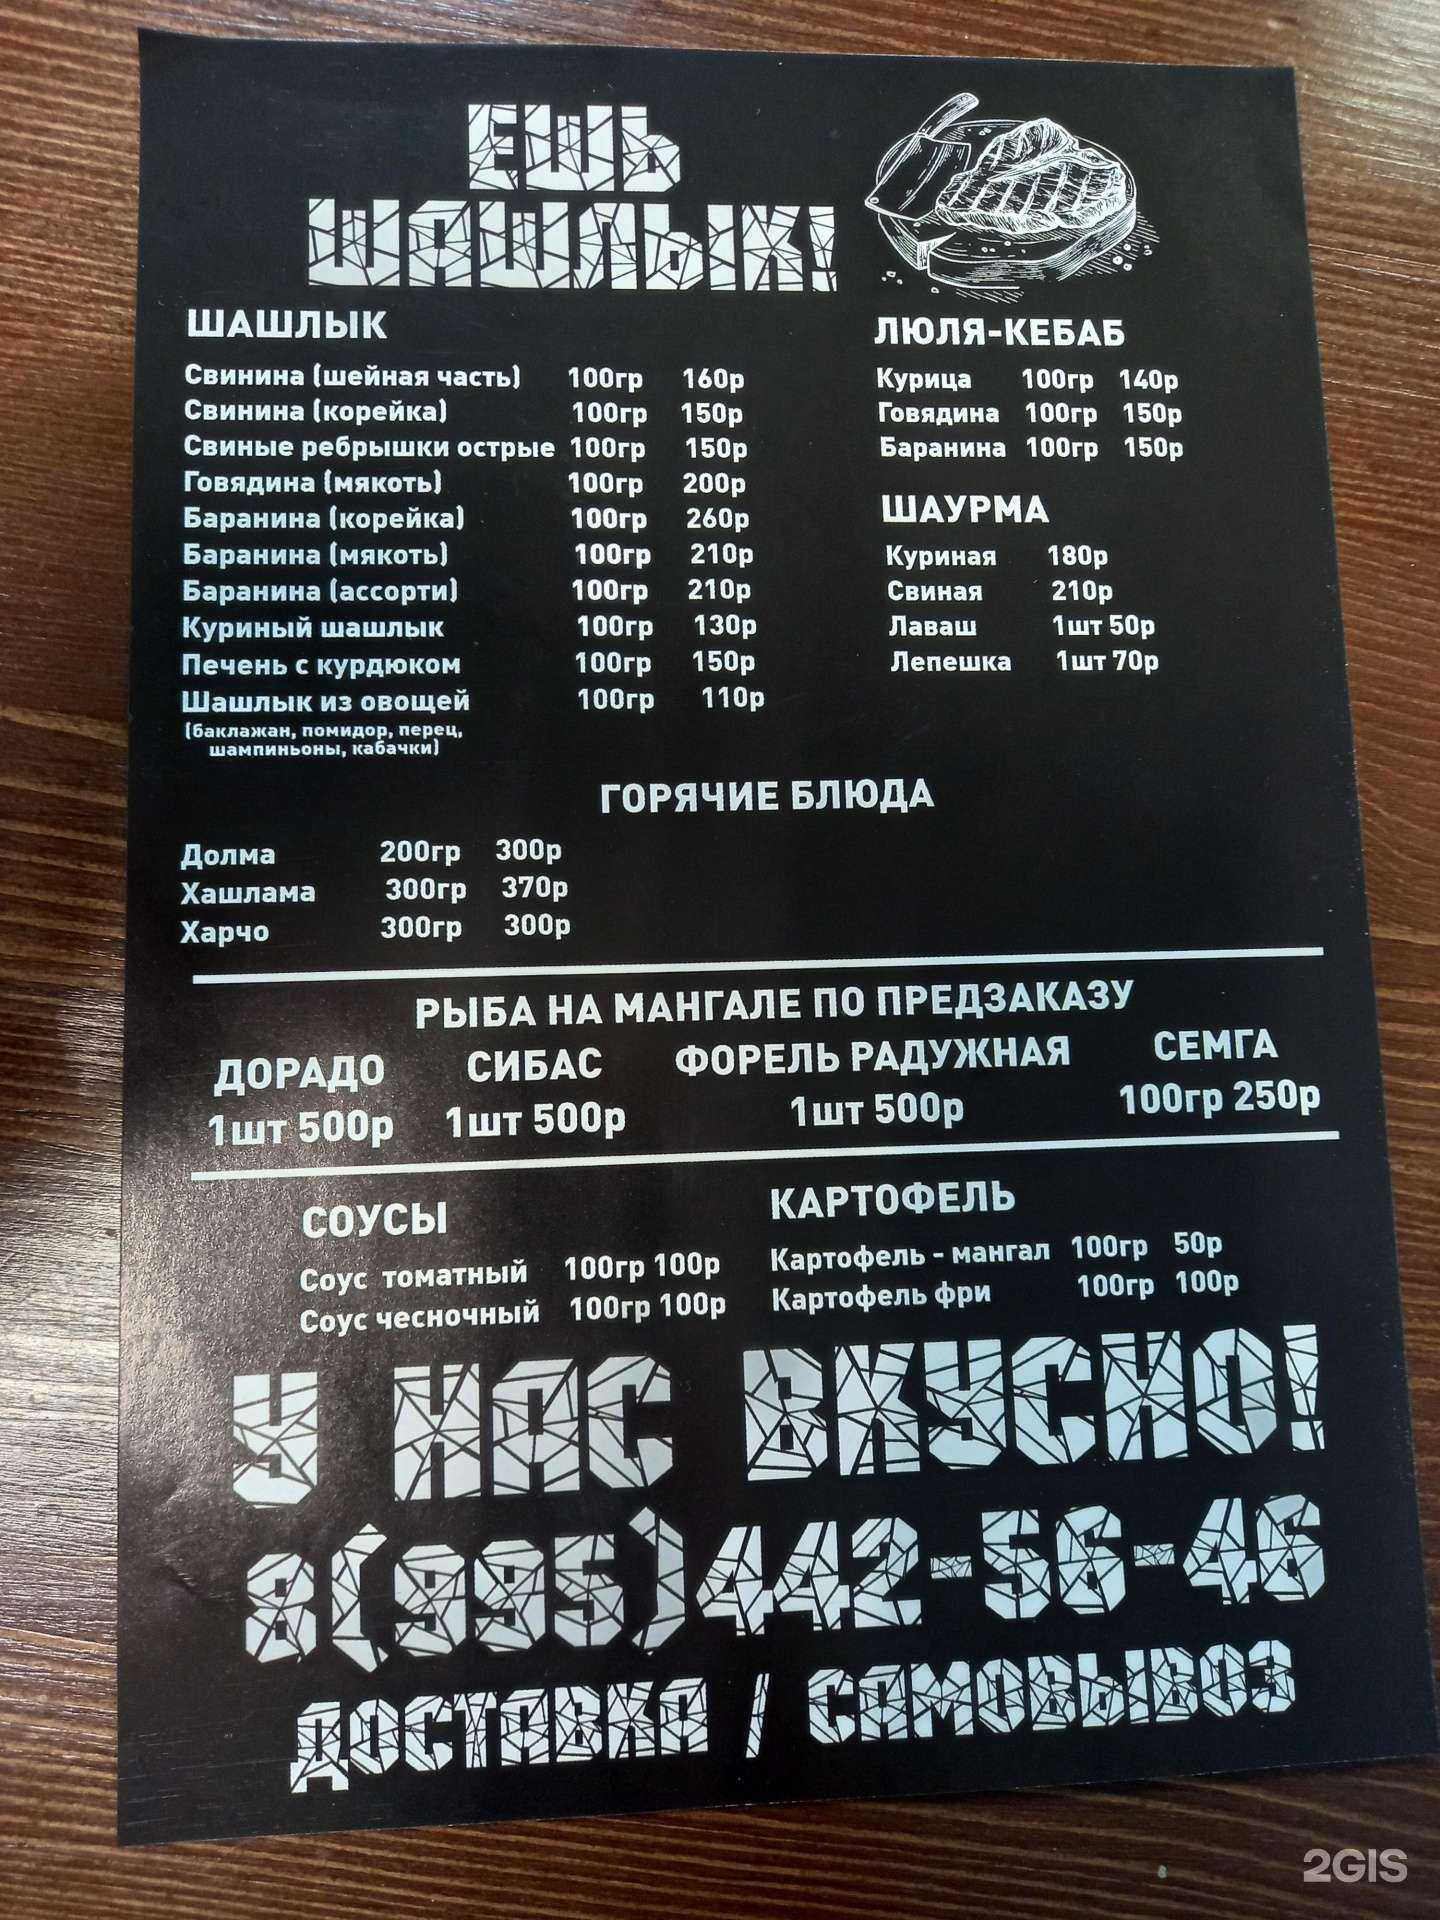 ЕШЬ
ШАШЛЫК!
ШАШЛЫК
Свинина (шейная часть) 100гр 160р
Свинина (корейка) 100гр 150р
Свиные ребрышки острые 100гр 150р
Говядина (мякоть) 100гр 200р
Баранина (корейка) 100гр 260р
Баранина (мякоть) 100гр 210р
Баранина (ассорти) 100гр 210р
Куриный шашлык 100гр 130р
Печень с курдюком 100гр 150р
Шашлык из овощей 100гр 110р
(баклажан, помидор, перец,
шампиньоны, кабачки)
ЛЮЛЯ-КЕБАБ
Курица 100гр 140р
Говядина 100гр 150р
Баранина 100гр 150р
ШАУРМА
Куриная 180р
Свиная 210р
Лаваш 1шт 50р
Лепешка 1шт 70р
ГОРЯЧИЕ БЛЮДА
Долма 200гр 300р
Хашлама 300гр 370р
Харчо 300гр 300р
РЫБА НА МАНГАЛЕ ПО ПРЕДЗАКАЗУ
ДОРАДО СИБАС ФОРЕЛЬ РАДУЖНАЯ СЕМГА
1шт 500р 1шт 500р 1шт 500р 100гр 250р
СОУСЫ
Соус томатный 100гр 100р
Соус чесночный 100гр 100р
КАРТОФЕЛЬ
Картофель - мангал 100гр 50р
Картофель фри 100гр 100р
У НАС ВКУСНО!
8(995)442-56-46
ДОСТАВКА / САМОВЫВОЗ
2GIS